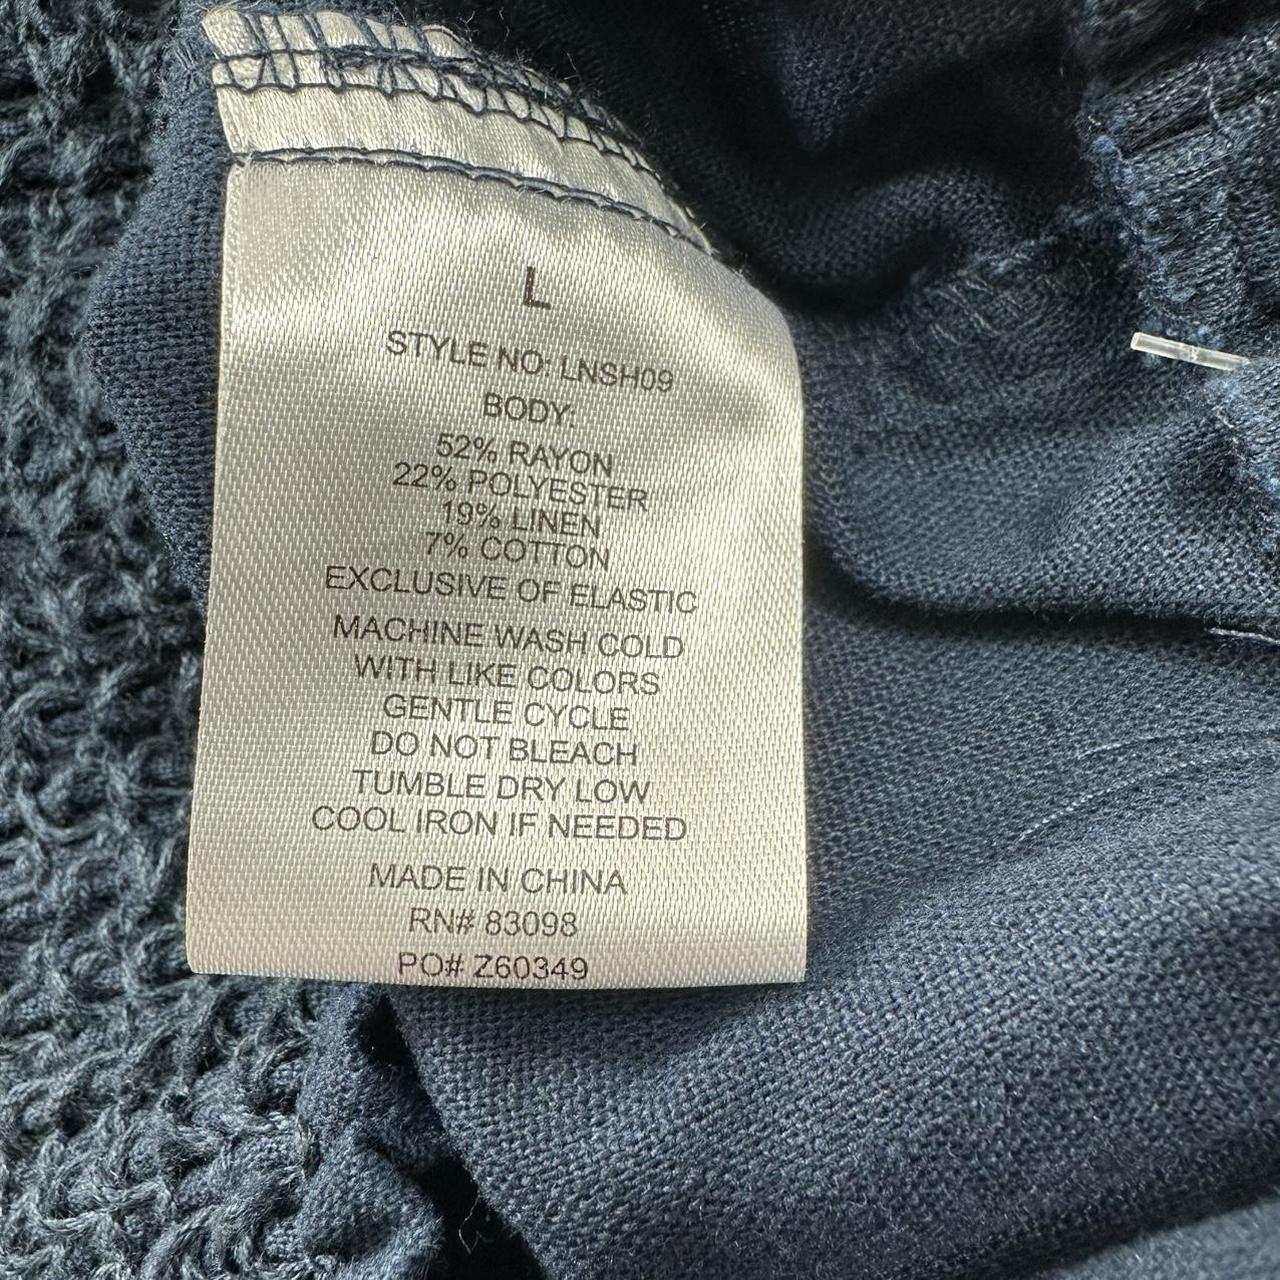 L
STYLE NO: LNSH09
BODY:
52% RAYON
22% POLYESTER
19% LINEN
7% COTTON
EXCLUSIVE OF ELASTIC
MACHINE WASH COLD
WITH LIKE COLORS
GENTLE CYCLE
DO NOT BLEACH
TUMBLE DRY LOW
COOL IRON IF NEEDED
MADE IN CHINA
RN# 83098
PO# Z60349